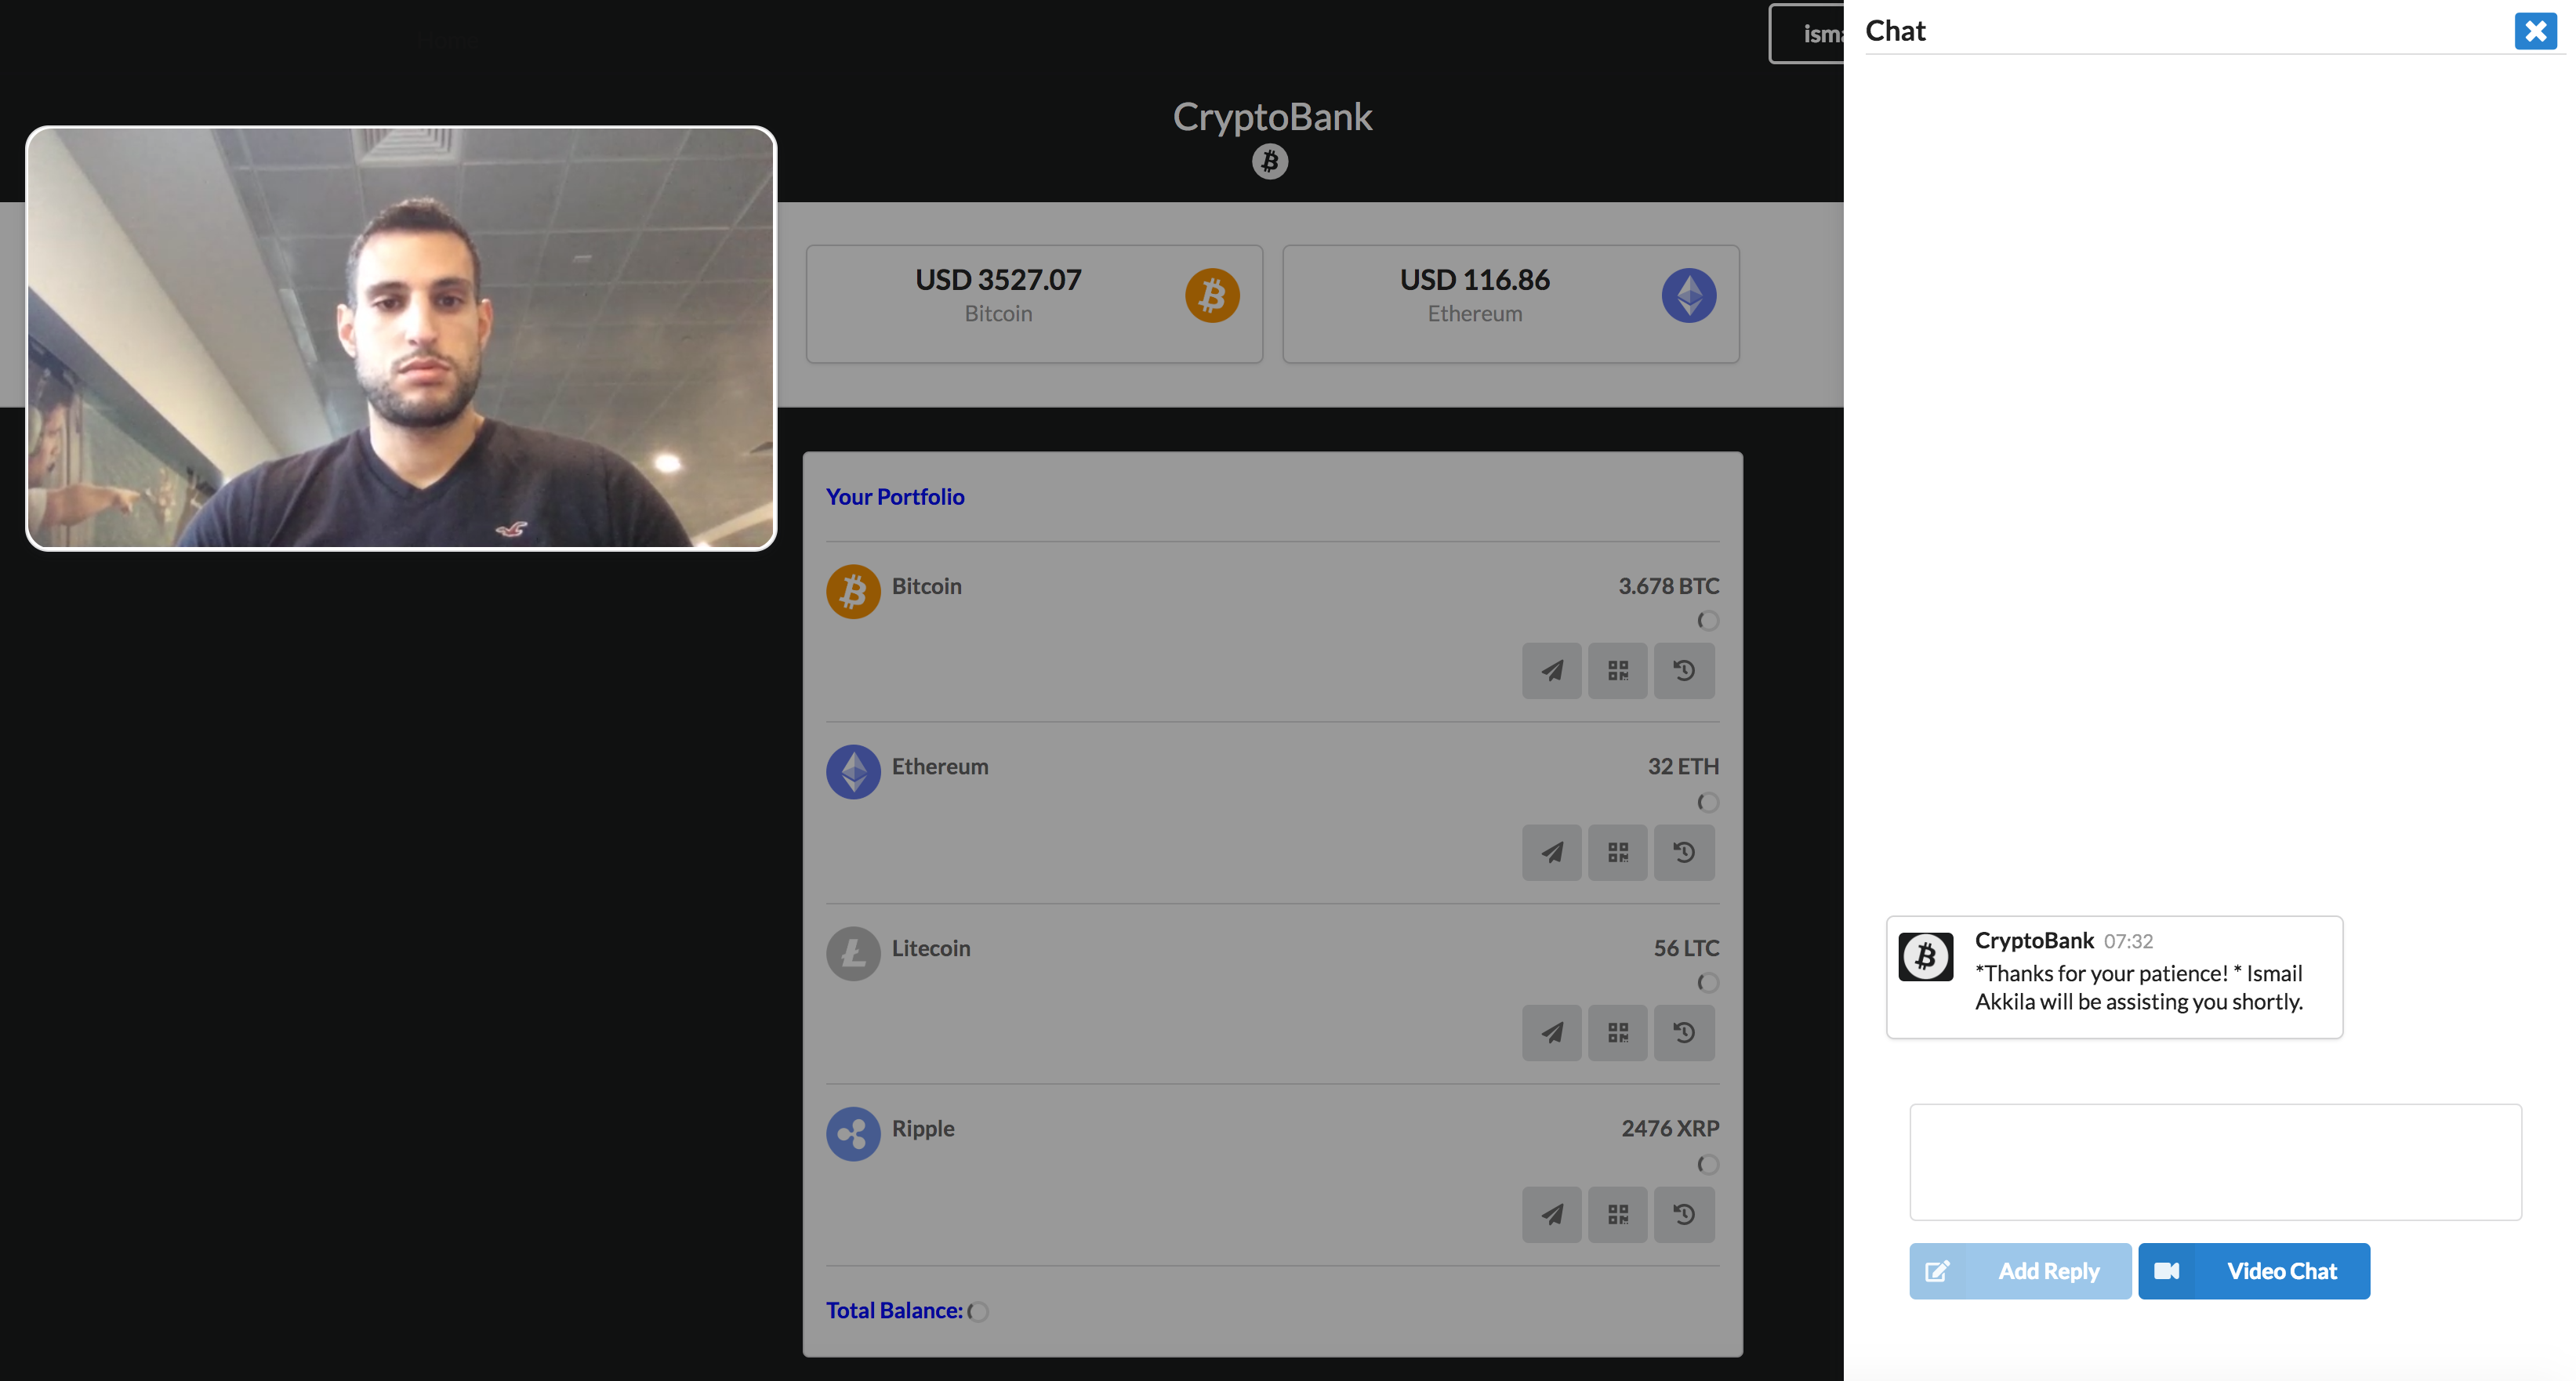 isma
Chat
CryptoBank
USD 3527.07
Bitcoin
USD 116.86
Ethereum
Your Portfolio
Bitcoin
3.678 BTC
Ethereum
32 ETH
Litecoin
56 LTC
Ripple
2476 XRP
Total Balance:
CryptoBank 07:32
*Thanks for your patience! * Ismail
Akkila will be assisting you shortly.
Add Reply
Video Chat